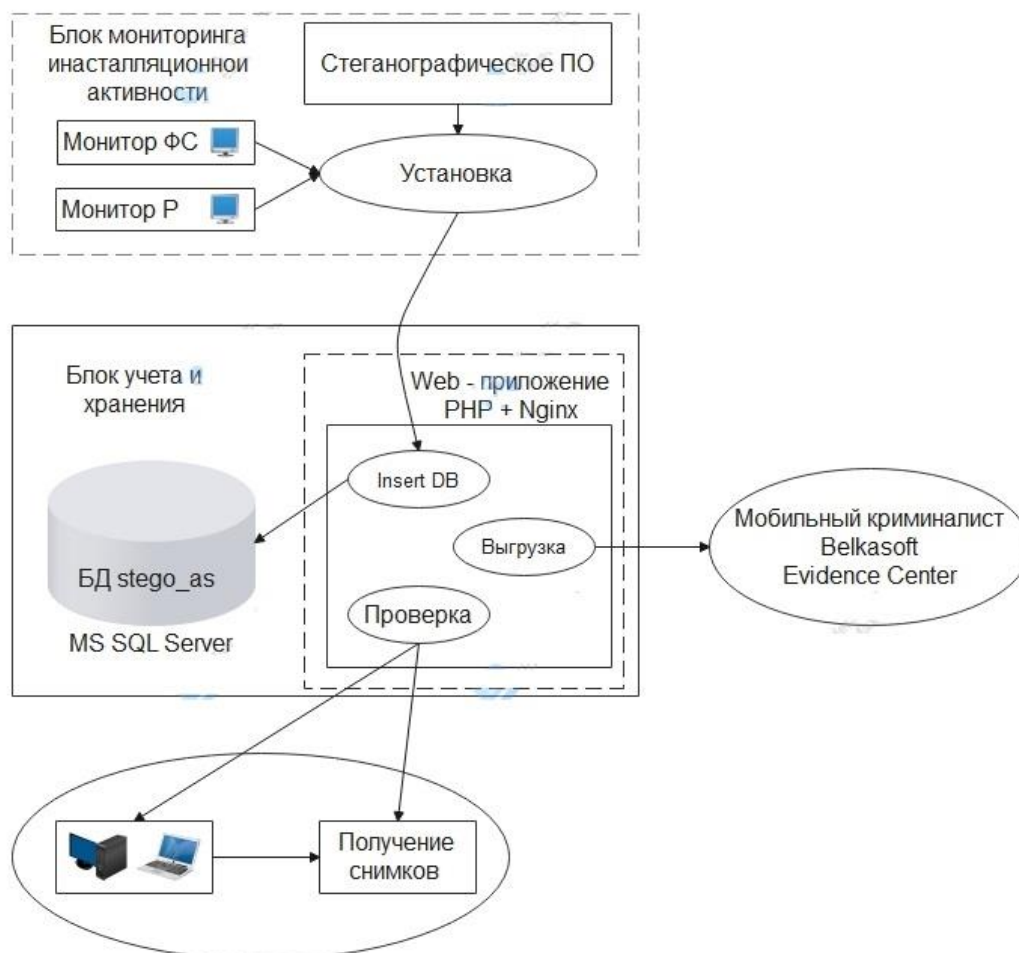 Блок мониторинга
инасталляционнои
активности
Стеганографическое ПО
Монитор ФС
Установка
Монитор Р
Блок учета и
хранения
Web - приложение
PHP + Nginx
Insert DB
Выгрузка
Мобильный криминалист
Belkasoft
Evidence Center
БД stego_as
Проверка
MS SQL Server
Получение
снимков